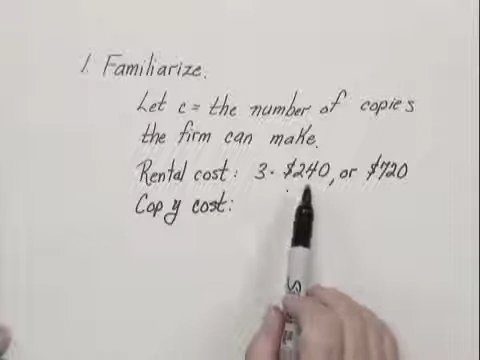 1. Familiarize.
Let c = the number of copies
the firm can make.
Rental cost: 3 · $240, or $720
Copy cost: